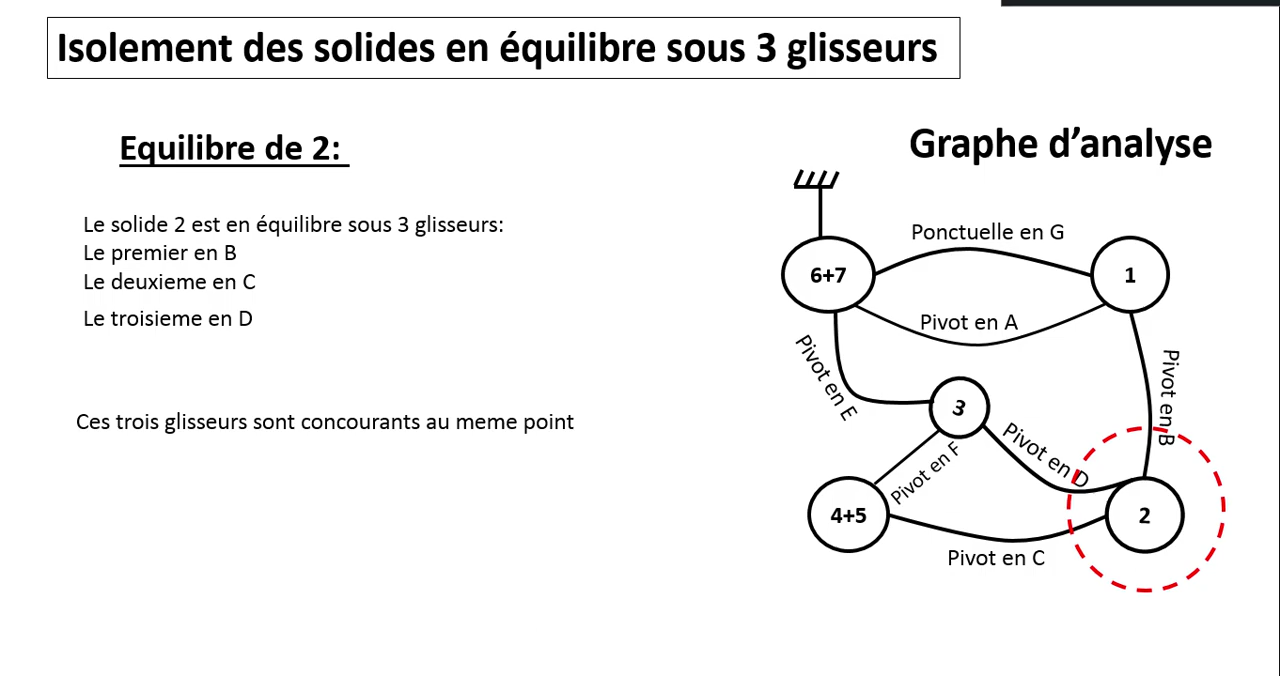 Isolement des solides en équilibre sous 3 glisseurs
Equilibre de 2:
Le solide 2 est en équilibre sous 3 glisseurs:
Le premier en B
Le deuxieme en C
Le troisieme en D
Ces trois glisseurs sont concourants au meme point
Graphe d’analyse
Ponctuelle en G
6+7
1
Pivot en A
Pivot en E
Pivot en B
3
Pivot en D
Pivot en F
4+5
2
Pivot en C